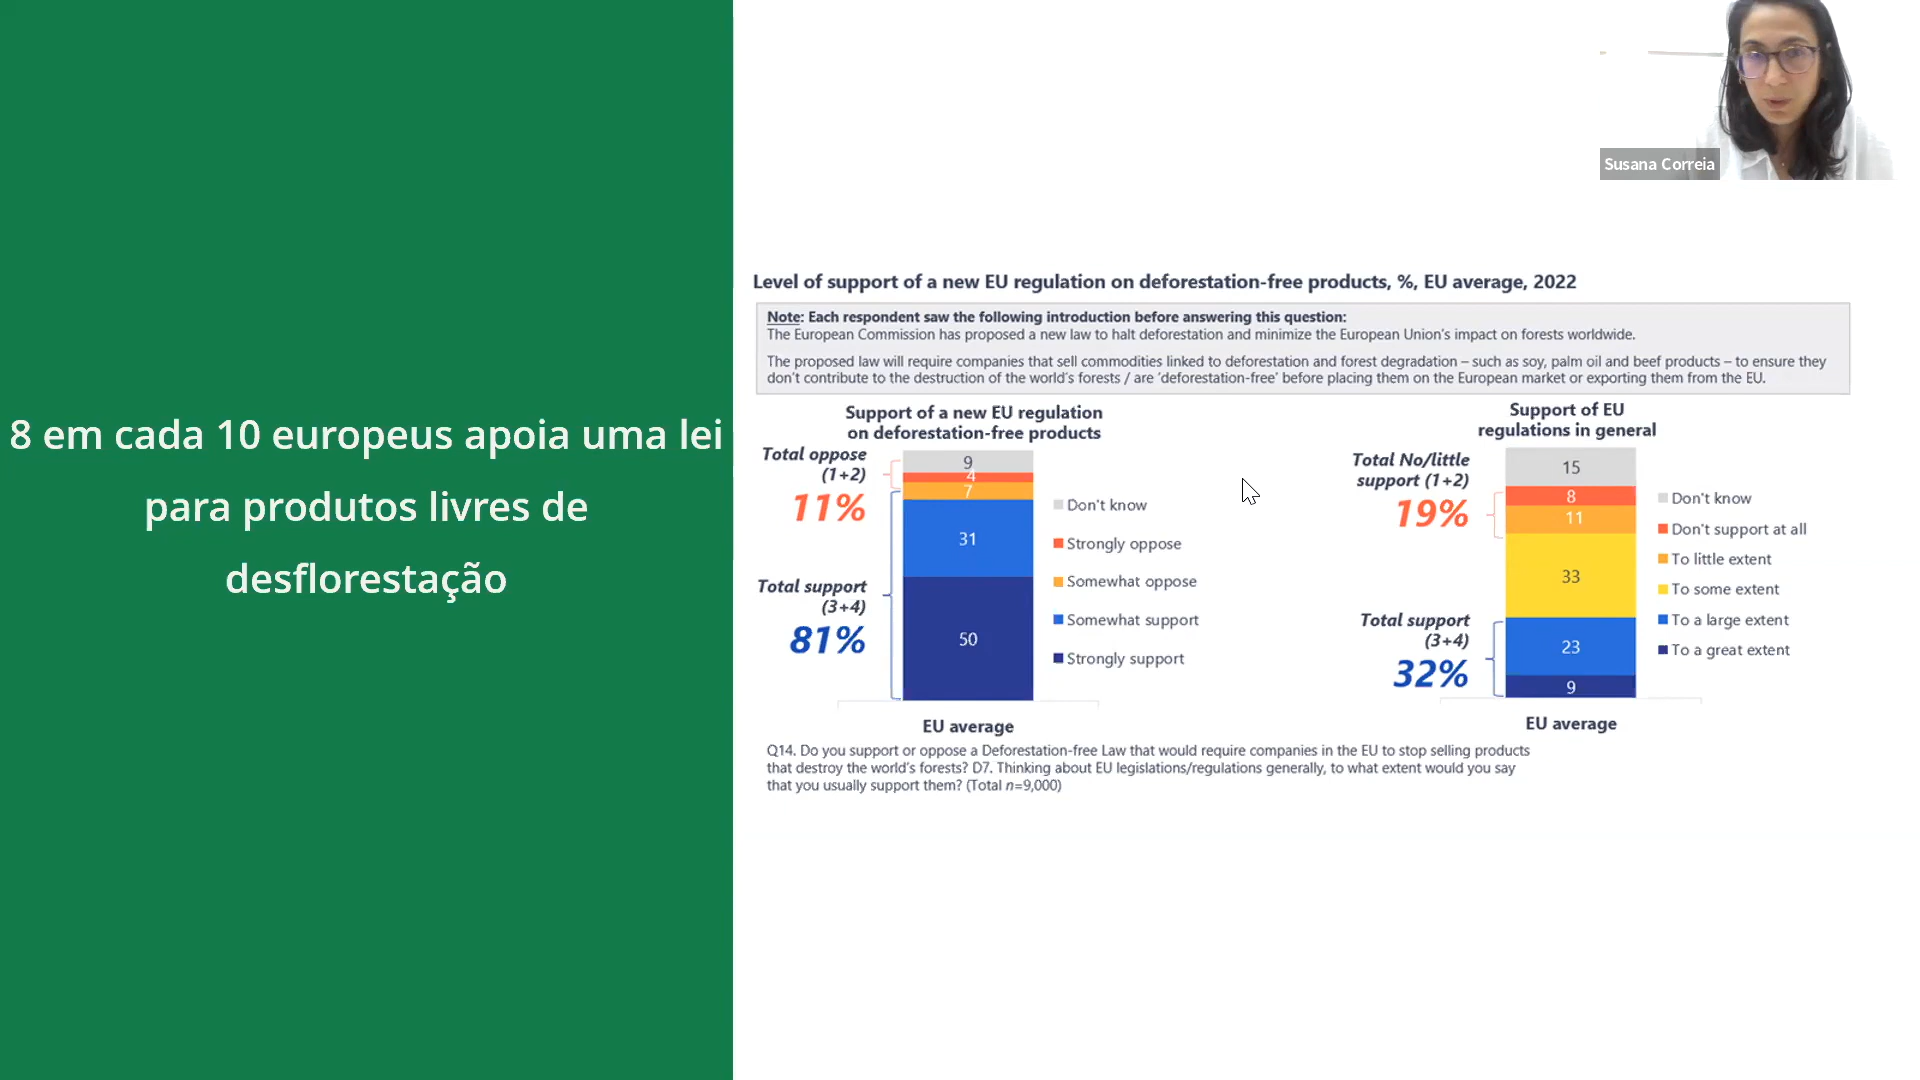 8 em cada 10 europeus apoia uma lei
para produtos livres de
desflorestação
Susana Correia
Level of support of a new EU regulation on deforestation-free products, %, EU average, 2022
Note: Each respondent saw the following introduction before answering this question:
The European Commission has proposed a new law to halt deforestation and minimize the European Union's impact on forests worldwide.
The proposed law will require companies that sell commodities linked to deforestation and forest degradation – such as soy, palm oil and beef products – to ensure they
don't contribute to the destruction of the world's forests / are 'deforestation-free' before placing them on the European market or exporting them from the EU.
Support of a new EU regulation
on deforestation-free products
Total oppose
(1+2)
11%
Total support
(3+4)
81%
9
4
7
31
50
Don't know
Strongly oppose
Somewhat oppose
Somewhat support
Strongly support
EU average
Support of EU
regulations in general
Total No/little
support (1+2)
19%
Total support
(3+4)
32%
15
8
11
33
23
9
Don't know
Don't support at all
To little extent
To some extent
To a large extent
To a great extent
EU average
Q14. Do you support or oppose a Deforestation-free Law that would require companies in the EU to stop selling products
that destroy the world's forests? D7. Thinking about EU legislations/regulations generally, to what extent would you say
that you usually support them? (Total n=9,000)